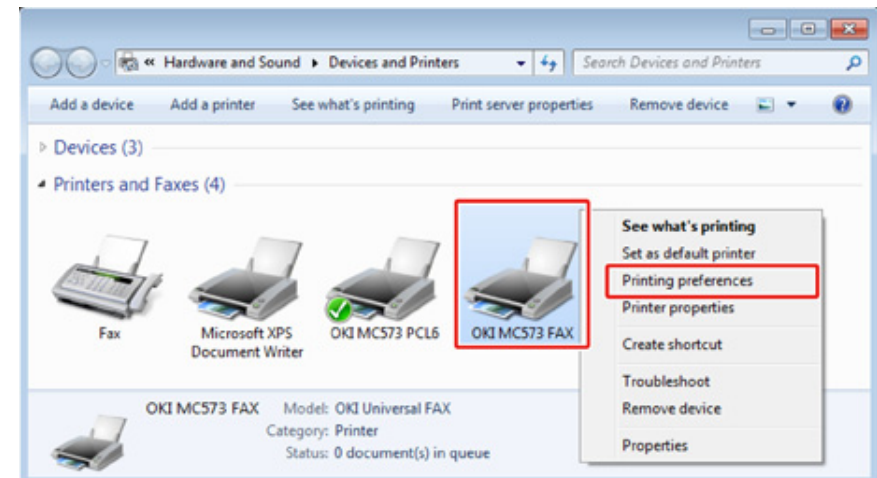 « Hardware and Sound ▸ Devices and Printers
Search Devices and Printers
Add a device Add a printer See what's printing Print server properties Remove device
Devices (3)
Printers and Faxes (4)
Fax
Microsoft XPS
Document Writer
OKI MC573 PCL6
OKI MC573 FAX
See what's printing
Set as default printer
Printing preferences
Printer properties
Create shortcut
Troubleshoot
Remove device
Properties
OKI MC573 FAX Model: OKI Universal FAX
Category: Printer
Status: 0 document(s) in queue